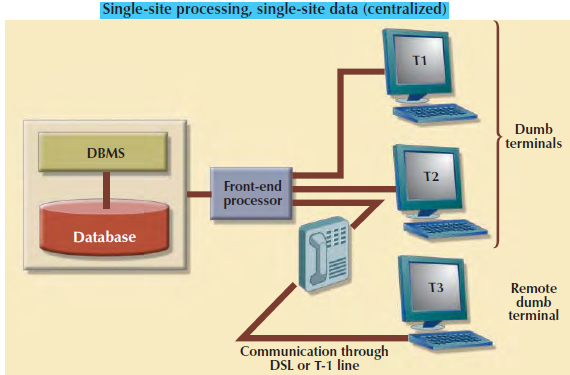 Single-site processing, single-site data (centralized)
T1
Dumb
terminals
DBMS
T2
Front-end
processor
Database
T3
Remote
dumb
terminal
Communication through
DSL or T-1 line